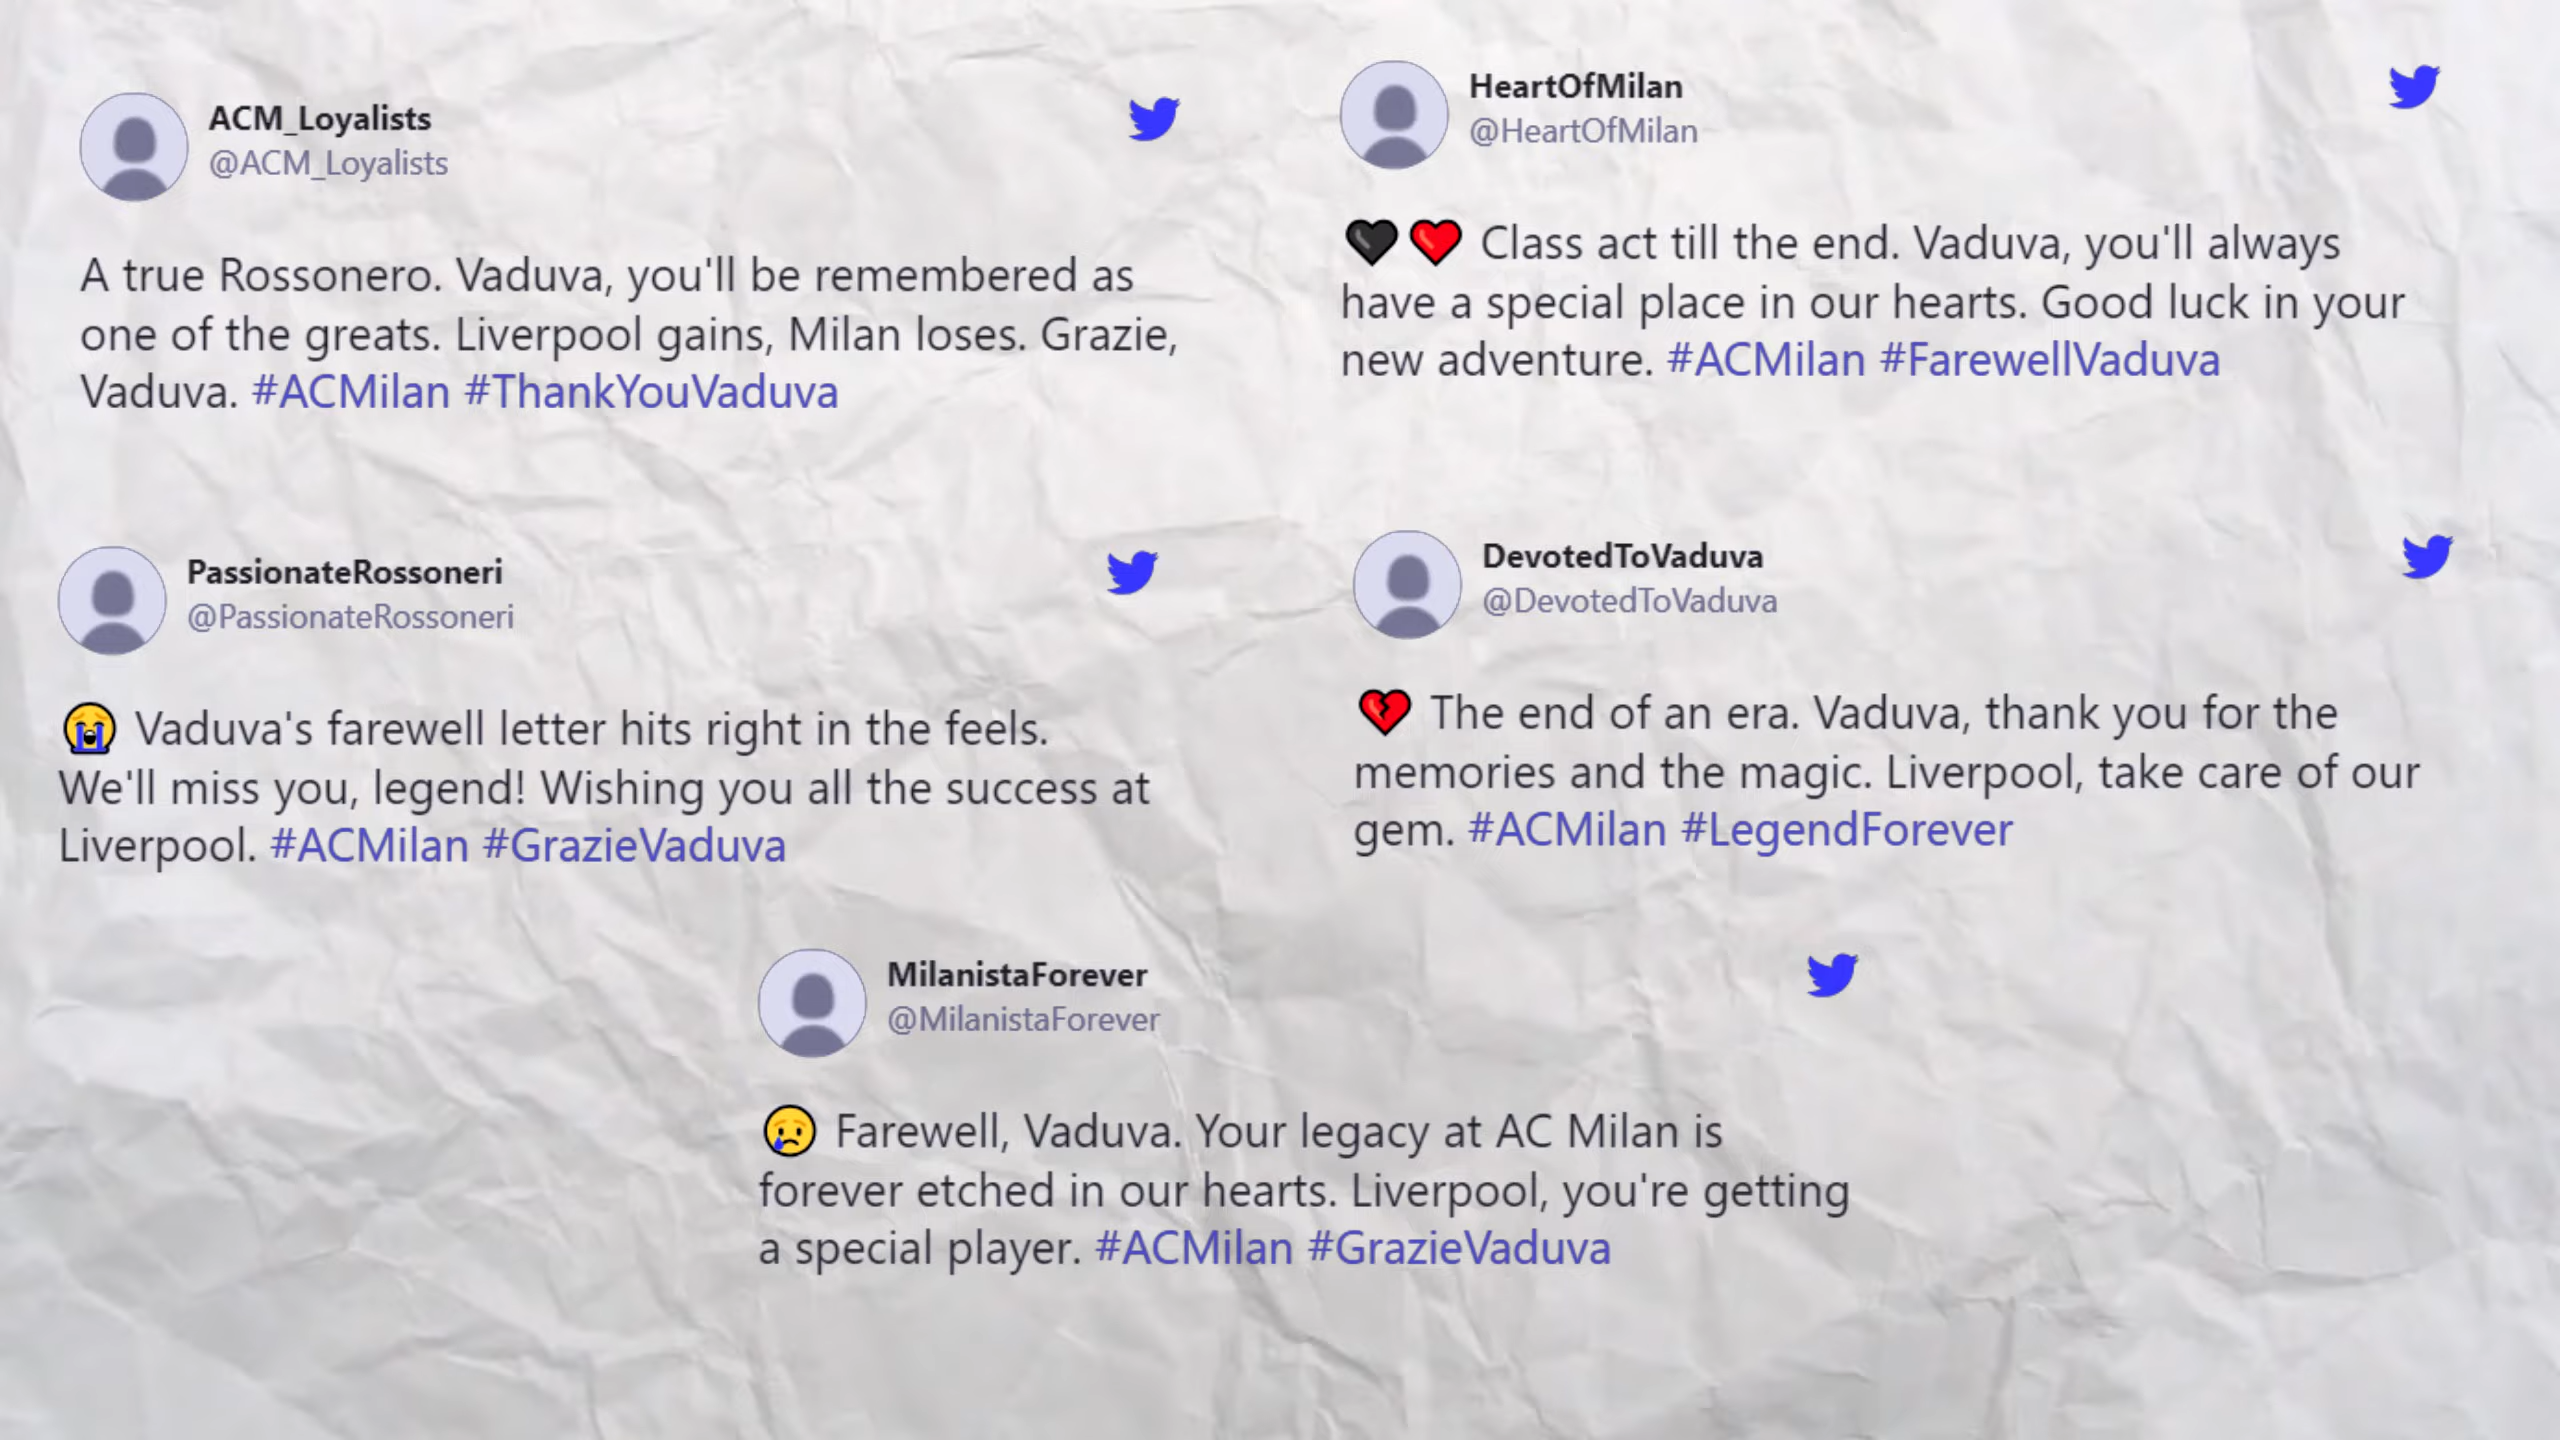 ACM_Loyalists
@ACM_Loyalists
A true Rossonero. Vaduva, you'll be remembered as
one of the greats. Liverpool gains, Milan loses. Grazie,
Vaduva. #ACMilan #ThankYouVaduva
HeartOfMilan
@HeartOfMilan
🖤❤️ Class act till the end. Vaduva, you'll always
have a special place in our hearts. Good luck in your
new adventure. #ACMilan #FarewellVaduva
PassionateRossoneri
@PassionateRossoneri
😭 Vaduva's farewell letter hits right in the feels.
We'll miss you, legend! Wishing you all the success at
Liverpool. #ACMilan #GrazieVaduva
DevotedToVaduva
@DevotedToVaduva
💔 The end of an era. Vaduva, thank you for the
memories and the magic. Liverpool, take care of our
gem. #ACMilan #LegendForever
MilanistaForever
@MilanistaForever
😢 Farewell, Vaduva. Your legacy at AC Milan is
forever etched in our hearts. Liverpool, you're getting
a special player. #ACMilan #GrazieVaduva